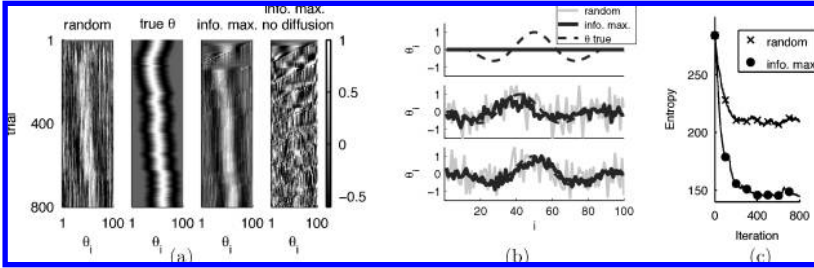 random
true θ
info. max.
info. max.
no diffusion
trial
1
400
800
1 100
1 100
1 100
1 100
θi
θi
θi
θi
1
0.5
0
−0.5
(a)
random
info. max.
θ true
θi
1
0
−1
θi
1
0
−1
θi
1
0
−1
20 40 60 80 100
i
(b)
random
info. max.
Entropy
250
200
150
0 400 800
Iteration
(c)